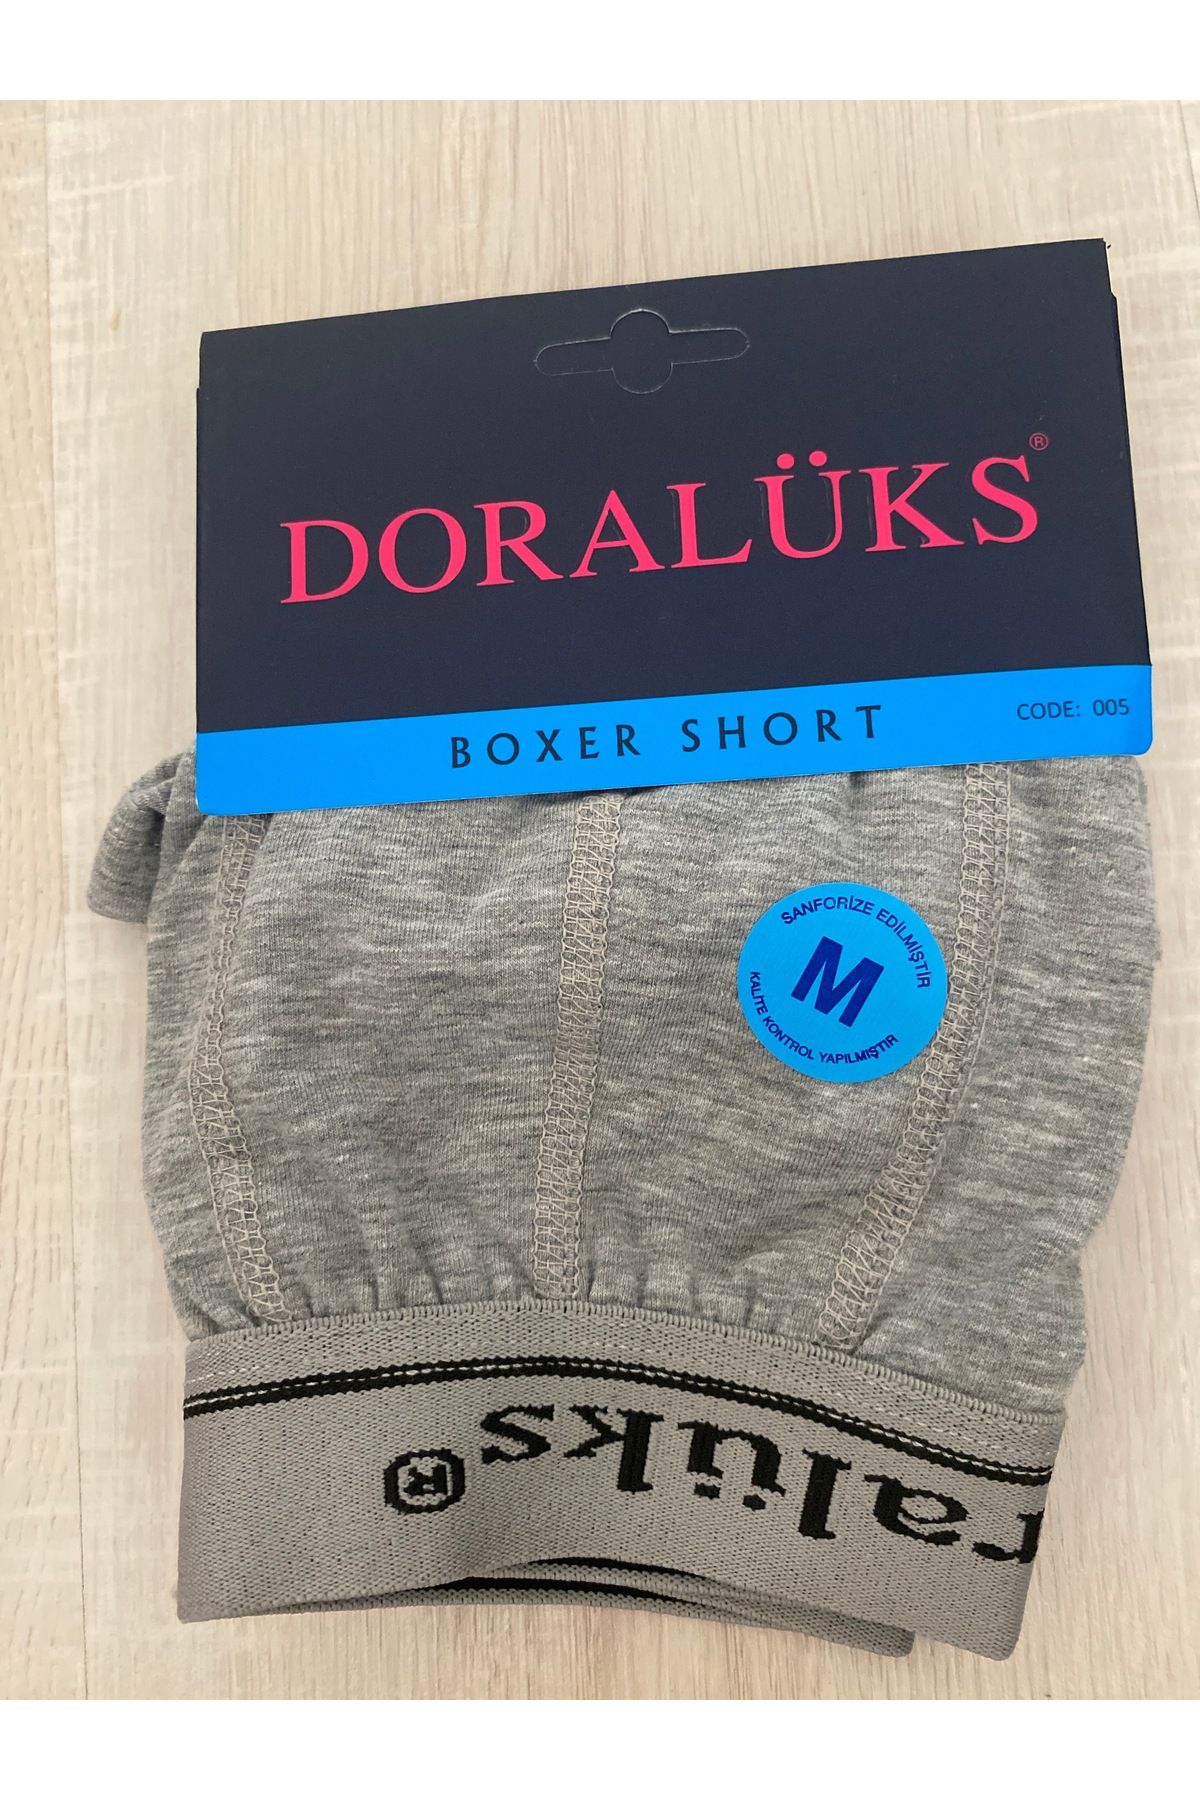 DORALÜKS®
BOXER SHORT
CODE: 005
SANFORİZE EDİLMİŞTİR
M
KALİTE KONTROL YAPILMIŞTIR
ralüks®